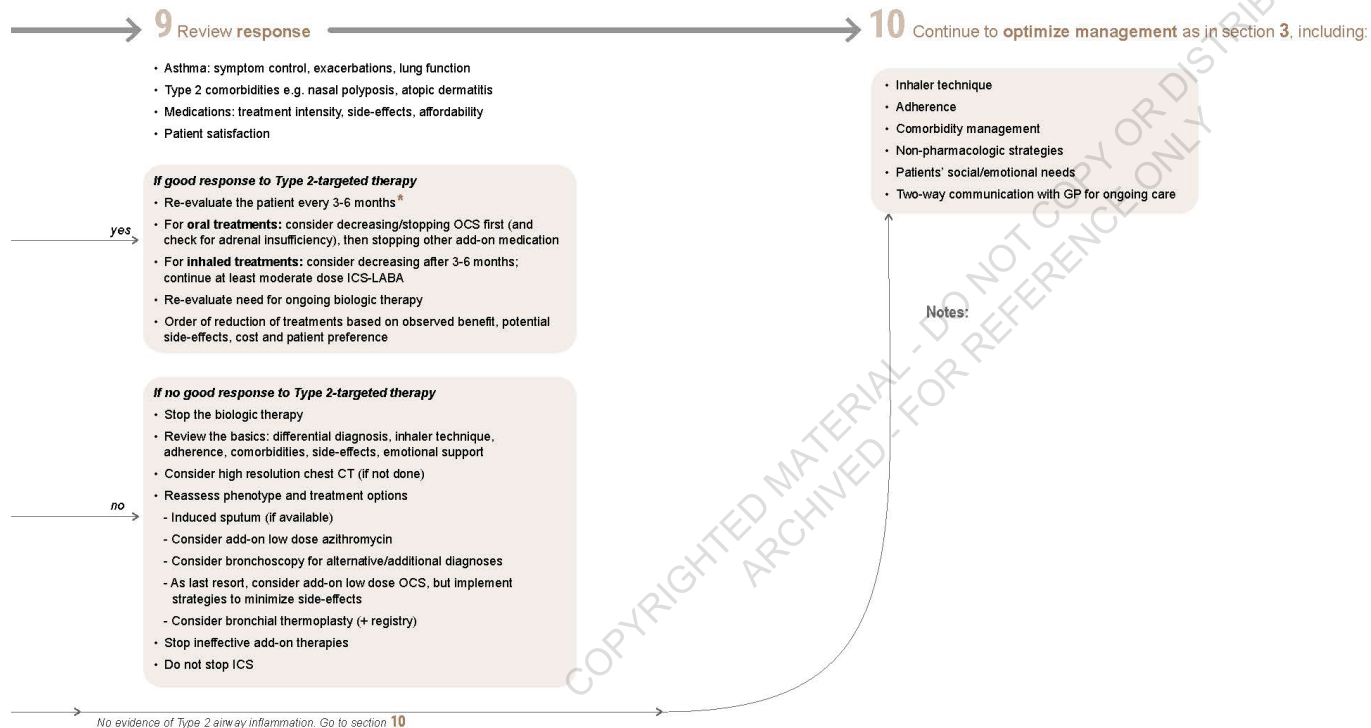 9 Review response
• Asthma: symptom control, exacerbations, lung function
• Type 2 comorbidities e.g. nasal polyposis, atopic dermatitis
• Medications: treatment intensity, side-effects, affordability
• Patient satisfaction
yes
If good response to Type 2-targeted therapy
• Re-evaluate the patient every 3-6 months*
• For oral treatments: consider decreasing/stopping OCS first (and
check for adrenal insufficiency), then stopping other add-on medication
• For inhaled treatments: consider decreasing after 3-6 months;
continue at least moderate dose ICS-LABA
• Re-evaluate need for ongoing biologic therapy
• Order of reduction of treatments based on observed benefit, potential
side-effects, cost and patient preference
no
If no good response to Type 2-targeted therapy
• Stop the biologic therapy
• Review the basics: differential diagnosis, inhaler technique,
adherence, comorbidities, side-effects, emotional support
• Consider high resolution chest CT (if not done)
• Reassess phenotype and treatment options
- Induced sputum (if available)
- Consider add-on low dose azithromycin
- Consider bronchoscopy for alternative/additional diagnoses
- As last resort, consider add-on low dose OCS, but implement
strategies to minimize side-effects
- Consider bronchial thermoplasty (+ registry)
• Stop ineffective add-on therapies
• Do not stop ICS
No evidence of Type 2 airway inflammation. Go to section 10
10 Continue to optimize management as in section 3, including:
• Inhaler technique
• Adherence
• Comorbidity management
• Non-pharmacologic strategies
• Patients' social/emotional needs
• Two-way communication with GP for ongoing care
Notes:
COPYRIGHTED MATERIAL - DO NOT COPY OR DISTRIB
ARCHIVED - FOR REFERENCE ONLY